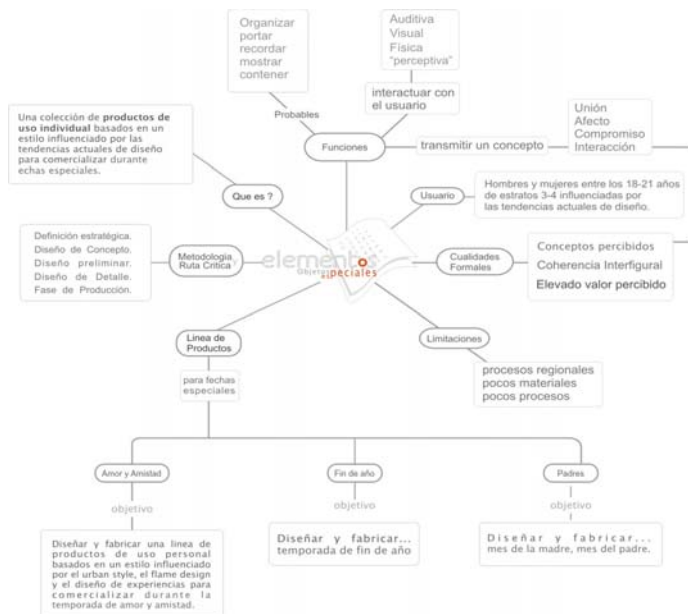 Organizar
portar
recordar
mostrar
contener
Auditiva
Visual
Física
"perceptiva"
interactuar con
el usuario
Probables
Funciones
transmitir un concepto
Unión
Afecto
Compromiso
Interacción
Una colección de productos de
uso individual basados en un
estilo influenciado por las
tendencias actuales de diseño
para comercializar durante
echas especiales.
Que es ?
Usuario
Hombres y mujeres entre los 18-21 años
de estratos 3-4 influenciadas por
las tendencias actuales de diseño.
Definición estratégica.
Diseño de Concepto.
Diseño preliminar.
Diseño de Detalle.
Fase de Producción.
Metodología
Ruta Critica
elementos
Objetos
especiales
Cualidades
Formales
Conceptos percibidos
Coherencia Interfigural
Elevado valor percibido
Linea de
Productos
Limitaciones
para fechas
especiales
procesos regionales
pocos materiales
pocos procesos
Amor y Amistad
Fin de año
Padres
objetivo
objetivo
objetivo
Diseñar y fabricar una linea de
productos de uso personal
basados en un estilo influenciado
por el urban style, el flame design
y el diseño de experiencias para
comercializar durante la
temporada de amor y amistad.
Diseñar y fabricar...
temporada de fin de año
Diseñar y fabricar...
mes de la madre, mes del padre.